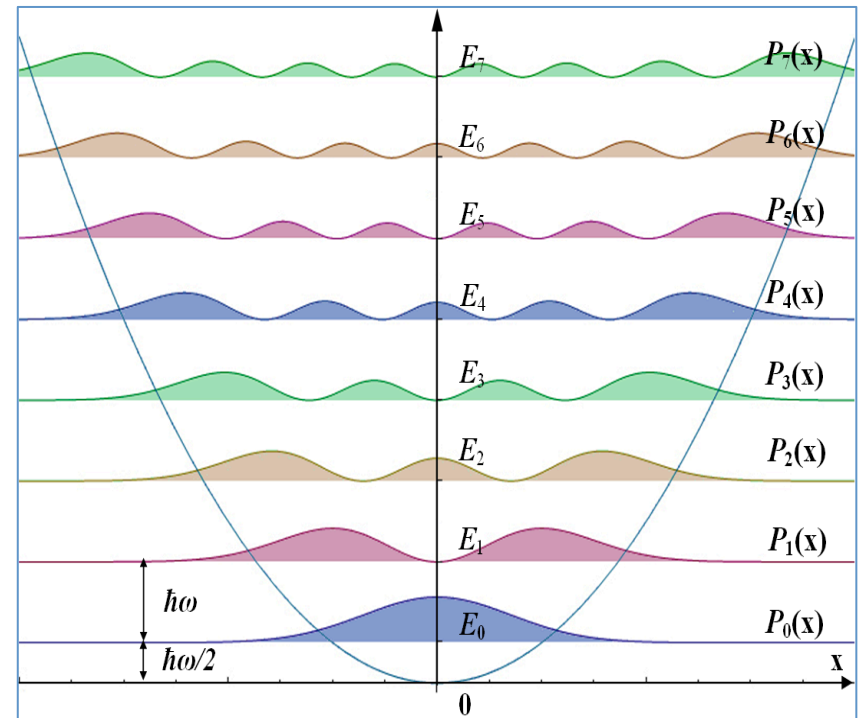 E₇ P₇(x)
E₆ P₆(x)
E₅ P₅(x)
E₄ P₄(x)
E₃ P₃(x)
E₂ P₂(x)
E₁ P₁(x)
ħω
E₀ P₀(x)
ħω/2
x
0